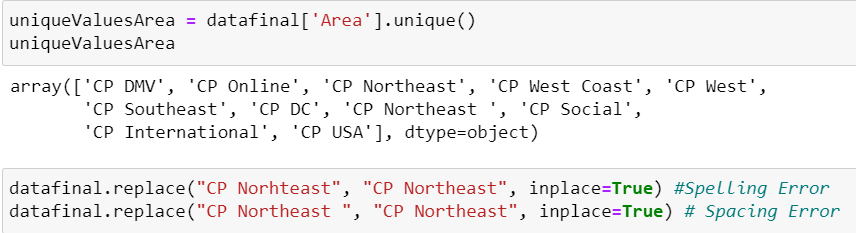 uniqueValuesArea = datafinal['Area'].unique()
uniqueValuesArea
array(['CP DMV', 'CP Online', 'CP Northeast', 'CP West Coast', 'CP West',
'CP Southeast', 'CP DC', 'CP Northeast ', 'CP Social',
'CP International', 'CP USA'], dtype=object)
datafinal.replace("CP Norhteast", "CP Northeast", inplace=True) #Spelling Error
datafinal.replace("CP Northeast ", "CP Northeast", inplace=True) # Spacing Error